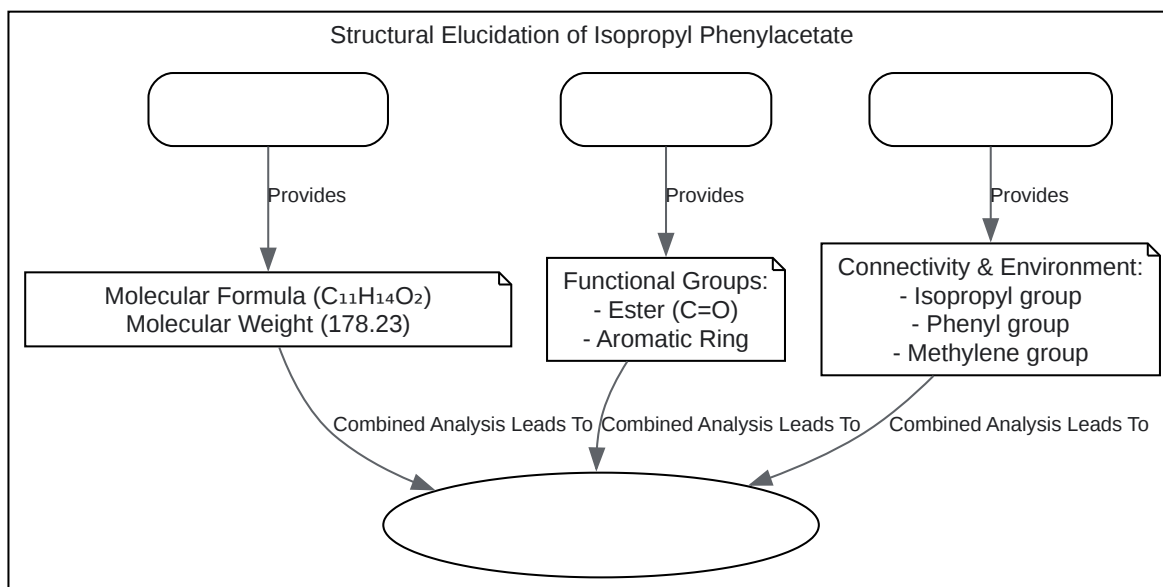 Structural Elucidation of Isopropyl Phenylacetate
Provides
Provides
Provides
Molecular Formula (C₁₁H₁₄O₂)
Molecular Weight (178.23)
Functional Groups:
- Ester (C=O)
- Aromatic Ring
Connectivity & Environment:
- Isopropyl group
- Phenyl group
- Methylene group
Combined Analysis Leads To
Combined Analysis Leads To
Combined Analysis Leads To